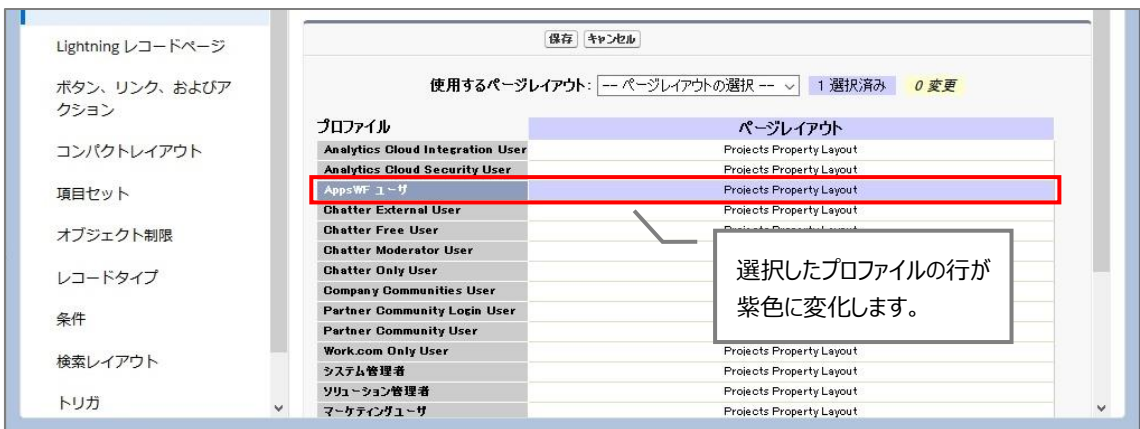 Lightning レコードページ
ボタン、リンク、およびア
クション
コンパクトレイアウト
項目セット
オブジェクト制限
レコードタイプ
条件
検索レイアウト
トリガ
保存 キャンセル
使用するページレイアウト: -- ページレイアウトの選択 -- 1 選択済み 0 変更
プロファイル ページレイアウト
Analytics Cloud Integration User Projects Property Layout
Analytics Cloud Security User Projects Property Layout
AppsWF ユーザ Projects Property Layout
Chatter External User Projects Property Layout
Chatter Free User
Chatter Moderator User
Chatter Only User
Company Communities User
Partner Community Login User
Partner Community User
Work.com Only User Projects Property Layout
システム管理者 Projects Property Layout
ソリューション管理者 Projects Property Layout
マーケティングユーザ Projects Property Layout
選択したプロファイルの行が
紫色に変化します。